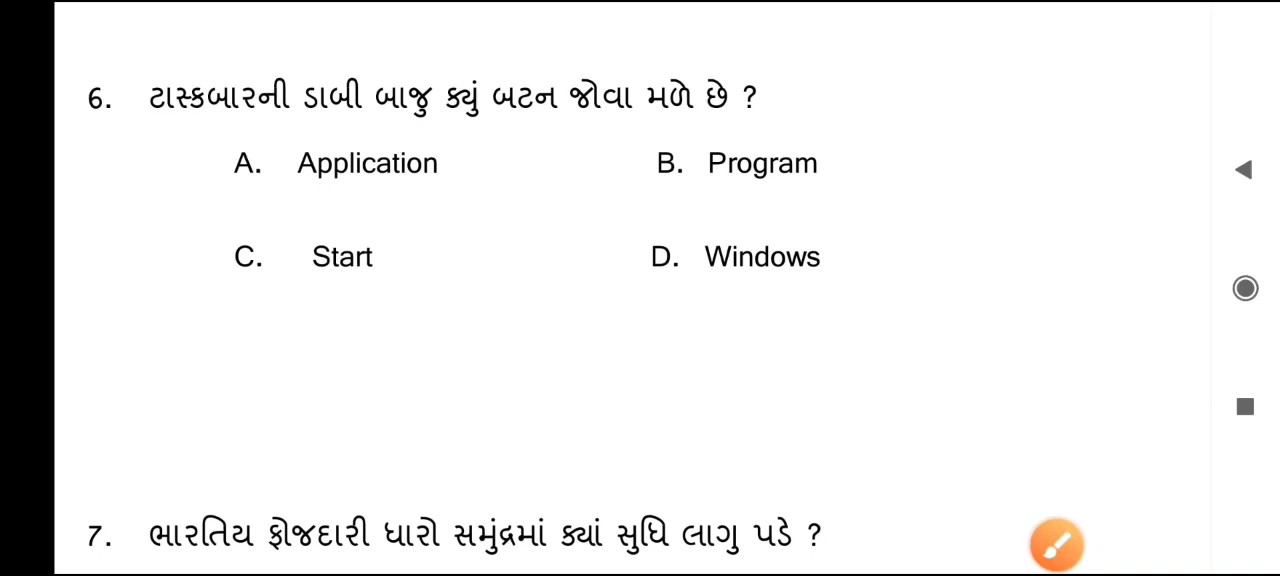 6. ટાસ્કબારની ડાબી બાજુ ક્યું બટન જોવા મળે છે ?
A. Application B. Program
C. Start D. Windows
7. ભારતિય ફોજદારી ધારો સમુંદ્રમાં ક્યાં સુધિ લાગુ પડે ?